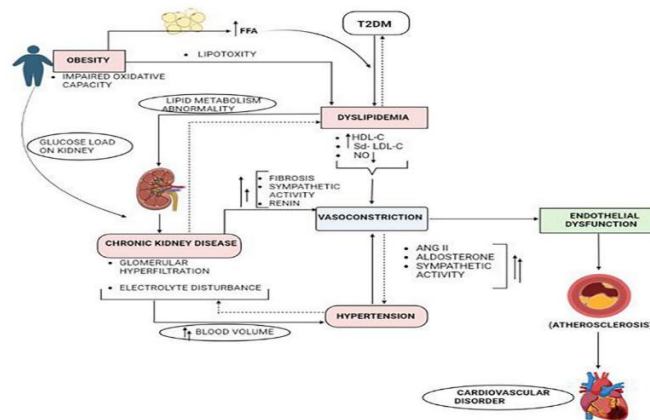 T2DM
↑ FFA
OBESITY
• LIPOTOXICITY
• IMPAIRED OXIDATIVE
CAPACITY
LIPID METABOLISM
ABNORMALITY
DYSLIPIDEMIA
GLUCOSE LOAD
ON KIDNEY
• ↑HDL-C
• Sd- LDL-C
• NO↓
↑↑
• FIBROSIS
• SYMPATHETIC
ACTIVITY
• RENIN
VASOCONSTRICTION
ENDOTHELIAL
DYSFUNCTION
CHRONIC KIDNEY DISEASE
• GLOMERULAR
HYPERFILTRATION
• ELECTROLYTE DISTURBANCE
• ANG II
• ALDOSTERONE
• SYMPATHETIC
ACTIVITY
↑↑
HYPERTENSION
↑↑ BLOOD VOLUME
(ATHEROSCLEROSIS)
CARDIOVASCULAR
DISORDER